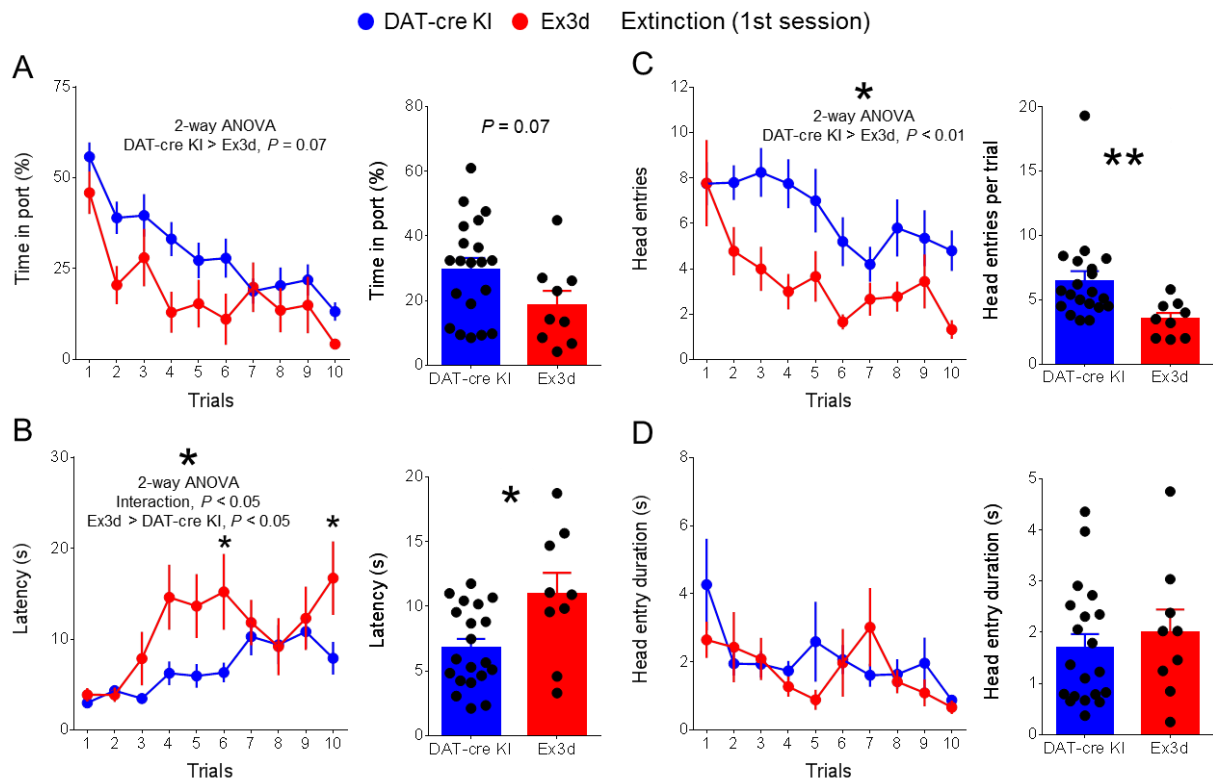 DAT-cre KI Ex3d Extinction (1st session)
A
75
50
25
0
Time in port (%)
2-way ANOVA
DAT-cre KI > Ex3d, P = 0.07
1 2 3 4 5 6 7 8 9 10
Trials
80
60
40
20
0
Time in port (%)
P = 0.07
DAT-cre KI Ex3d
C
12
10
8
6
4
2
0
Head entries
*
2-way ANOVA
DAT-cre KI > Ex3d, P < 0.01
1 2 3 4 5 6 7 8 9 10
Trials
20
15
10
5
0
Head entries per trial
**
DAT-cre KI Ex3d
B
30
20
10
0
Latency (s)
*
2-way ANOVA
Interaction, P < 0.05
Ex3d > DAT-cre KI, P < 0.05
* *
1 2 3 4 5 6 7 8 9 10
Trials
20
15
10
5
0
Latency (s)
*
DAT-cre KI Ex3d
D
8
6
4
2
0
Head entry duration (s)
1 2 3 4 5 6 7 8 9 10
Trials
5
4
3
2
1
0
Head entry duration (s)
DAT-cre KI Ex3d